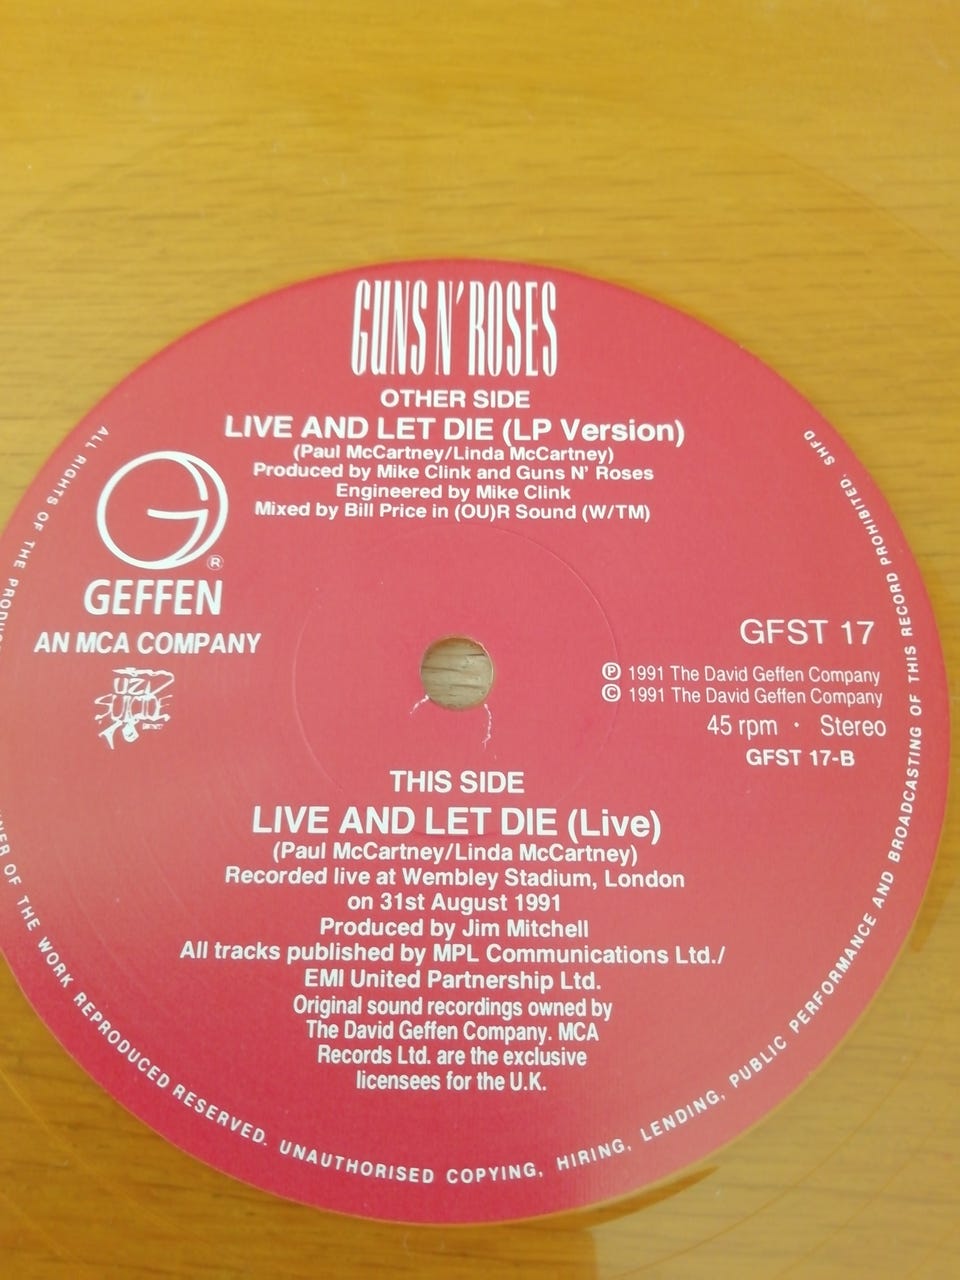 GUNS N' ROSES
OTHER SIDE
LIVE AND LET DIE (LP Version)
(Paul McCartney/Linda McCartney)
Produced by Mike Clink and Guns N' Roses
Engineered by Mike Clink
Mixed by Bill Price in (OU)R Sound (W/TM)
G
®
GEFFEN
AN MCA COMPANY
UZI
SUICIDE
GFST 17
Ⓟ 1991 The David Geffen Company
© 1991 The David Geffen Company
45 rpm · Stereo
GFST 17-B
THIS SIDE
LIVE AND LET DIE (Live)
(Paul McCartney/Linda McCartney)
Recorded live at Wembley Stadium, London
on 31st August 1991
Produced by Jim Mitchell
All tracks published by MPL Communications Ltd./
EMI United Partnership Ltd.
Original sound recordings owned by
The David Geffen Company. MCA
Records Ltd. are the exclusive
licensees for the U.K.
ALL RIGHTS OF THE PRODUC
NER OF THE WORK REPRODUCED RESERVED. UNAUTHORISED COPYING, HIRING, LENDING, PUBLIC PERFORMANCE AND BROADCASTING OF THIS RECORD PROHIBITED. SHFD